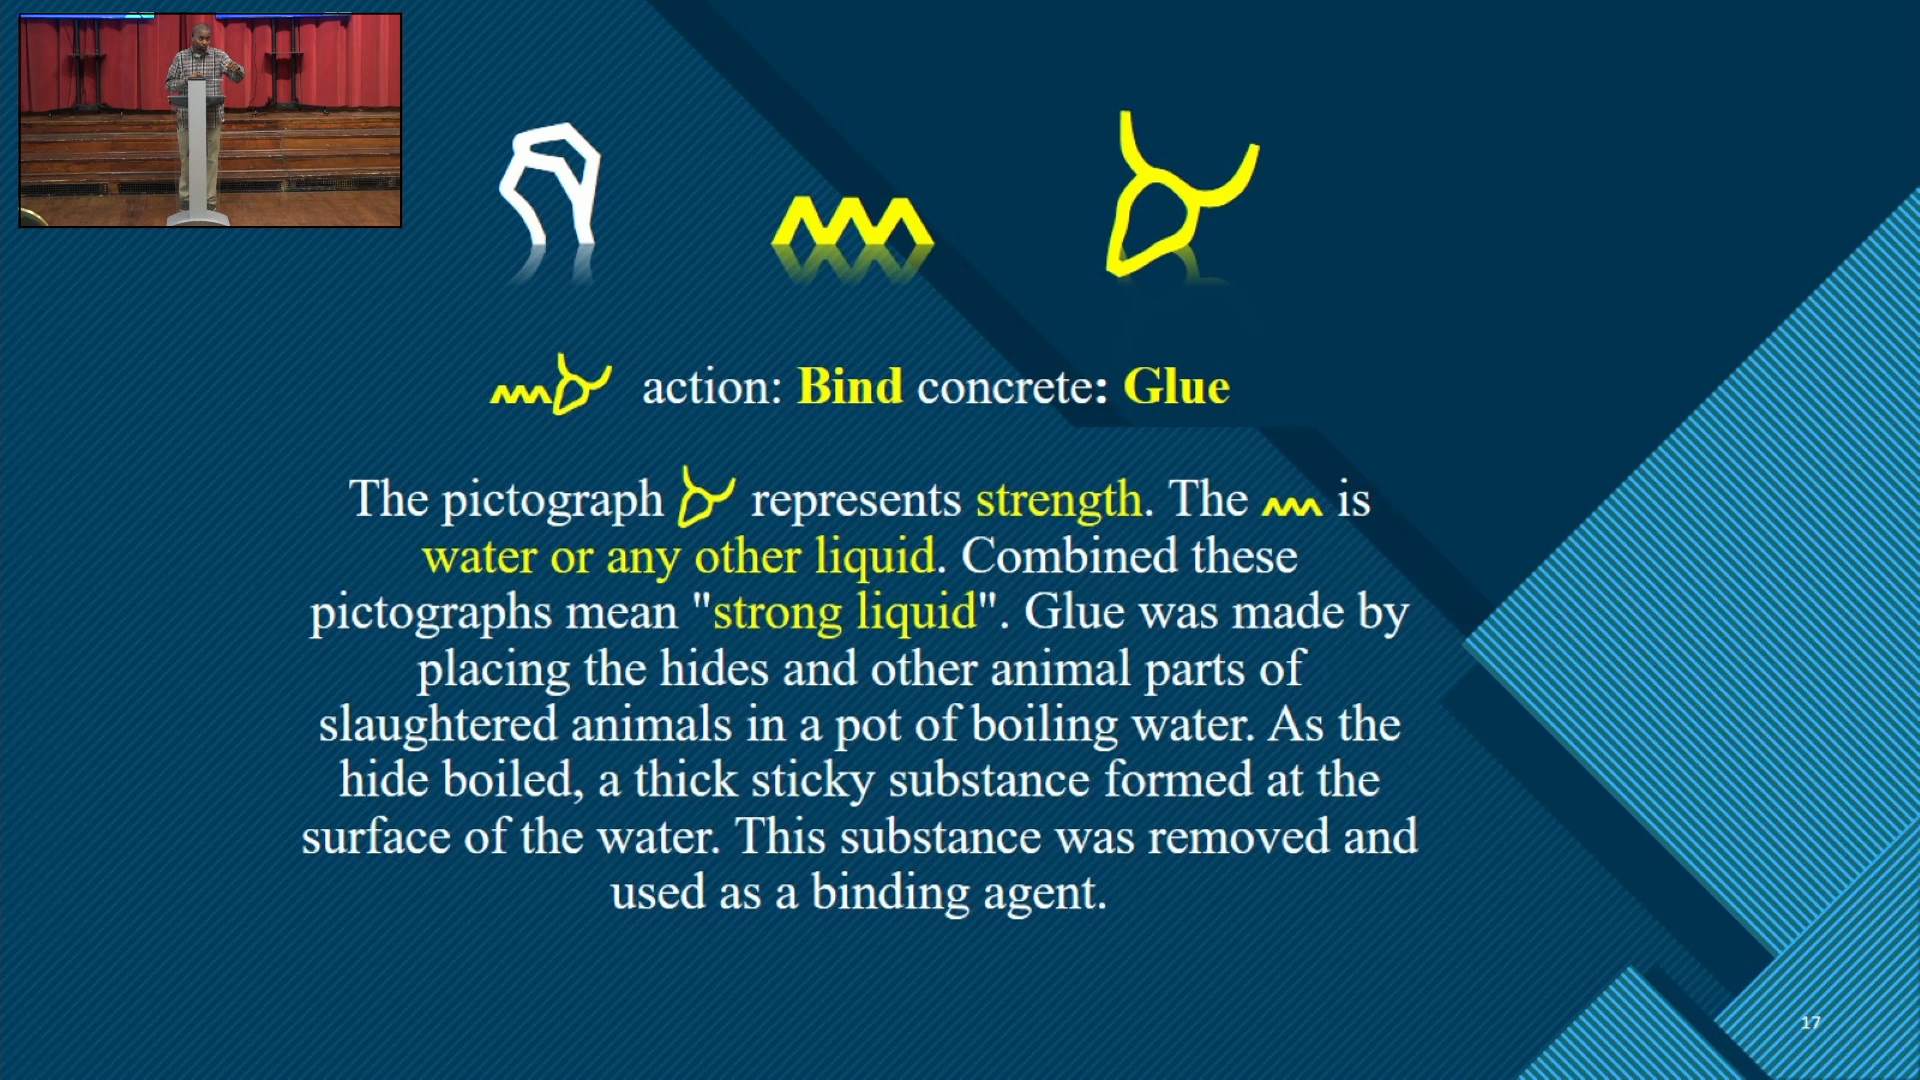 action: Bind concrete: Glue
The pictograph represents strength. The is
water or any other liquid. Combined these
pictographs mean "strong liquid". Glue was made by
placing the hides and other animal parts of
slaughtered animals in a pot of boiling water. As the
hide boiled, a thick sticky substance formed at the
surface of the water. This substance was removed and
used as a binding agent.
17